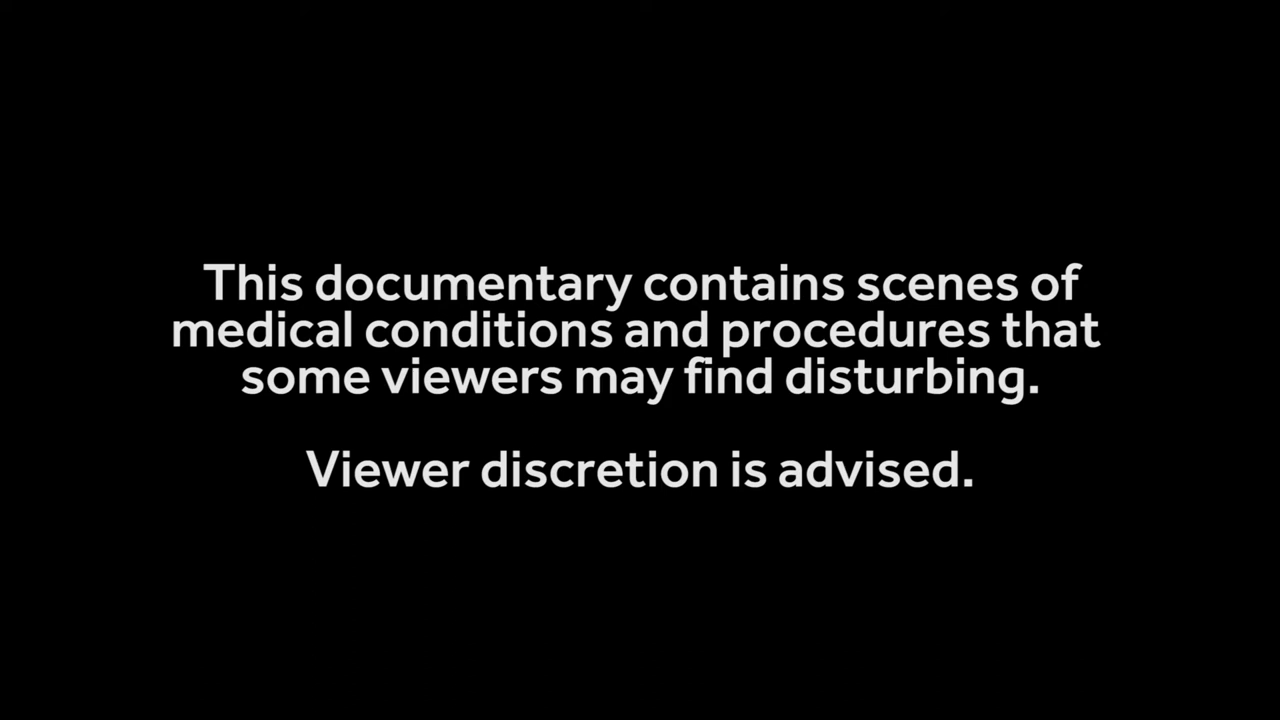 This documentary contains scenes of
medical conditions and procedures that
some viewers may find disturbing.
Viewer discretion is advised.